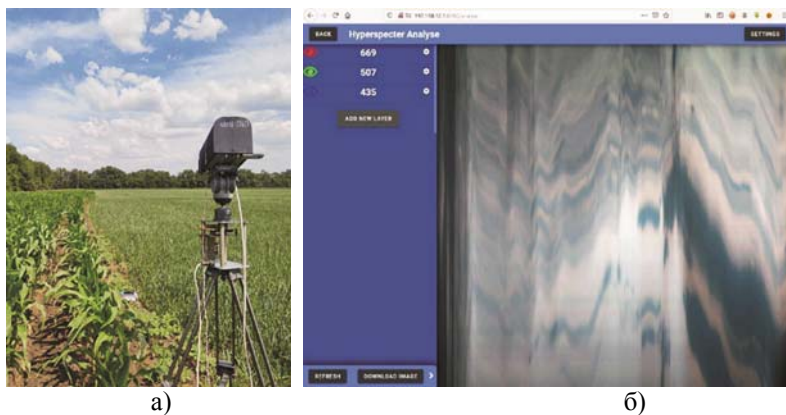 BACK
Hyperspecter Analyse
SETTINGS
669
507
435
ADD NEW LAYER
REFRESH
DOWNLOAD IMAGE
а)
б)